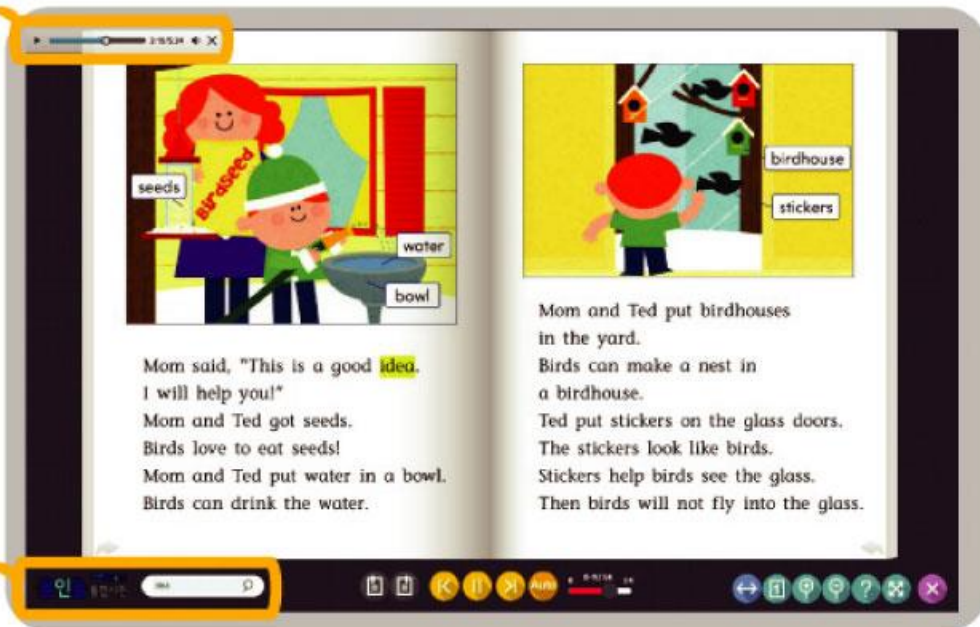 seeds
BirdSeed
water
bowl
Mom said, "This is a good idea.
I will help you!"
Mom and Ted got seeds.
Birds love to eat seeds!
Mom and Ted put water in a bowl.
Birds can drink the water.
birdhouse
stickers
Mom and Ted put birdhouses
in the yard.
Birds can make a nest in
a birdhouse.
Ted put stickers on the glass doors.
The stickers look like birds.
Stickers help birds see the glass.
Then birds will not fly into the glass.
인
Auto